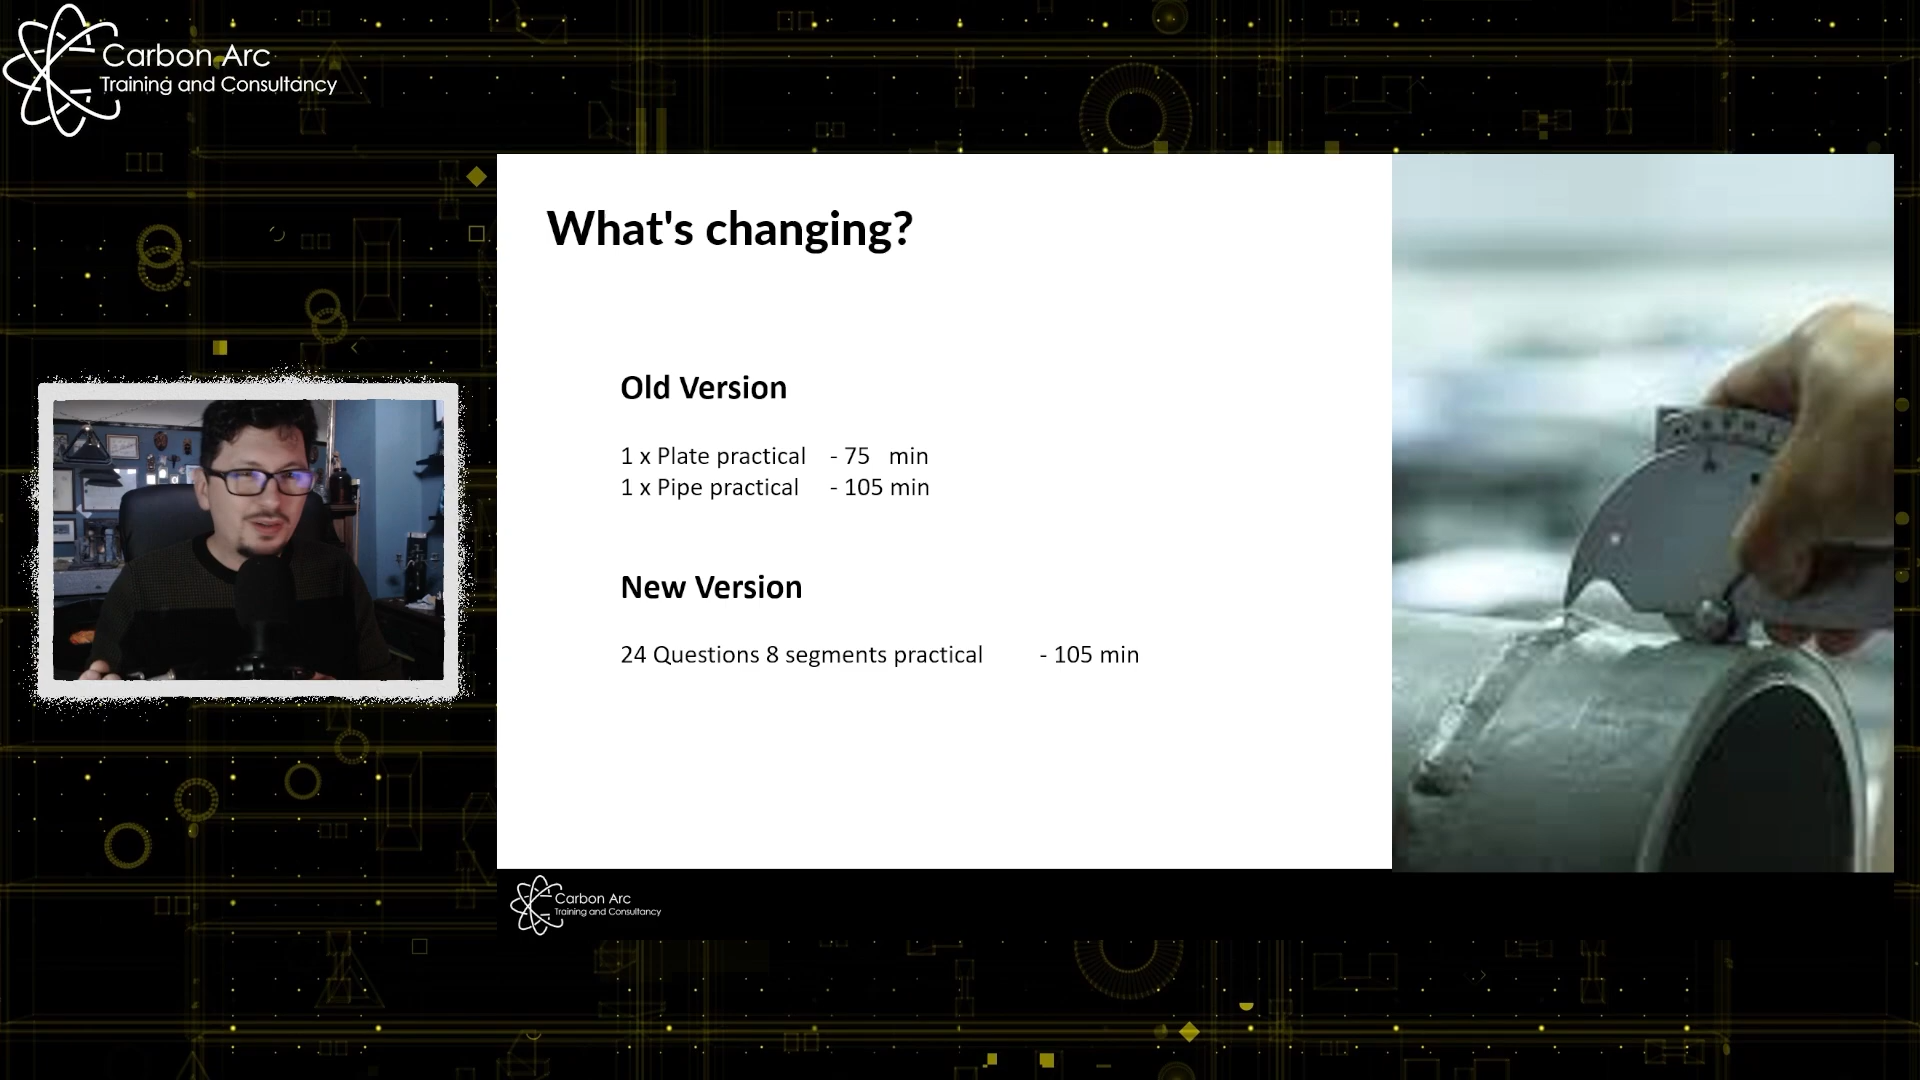 Carbon Arc
Training and Consultancy
What's changing?
Old Version
1 x Plate practical - 75 min
1 x Pipe practical - 105 min
New Version
24 Questions 8 segments practical - 105 min
Carbon Arc
Training and Consultancy